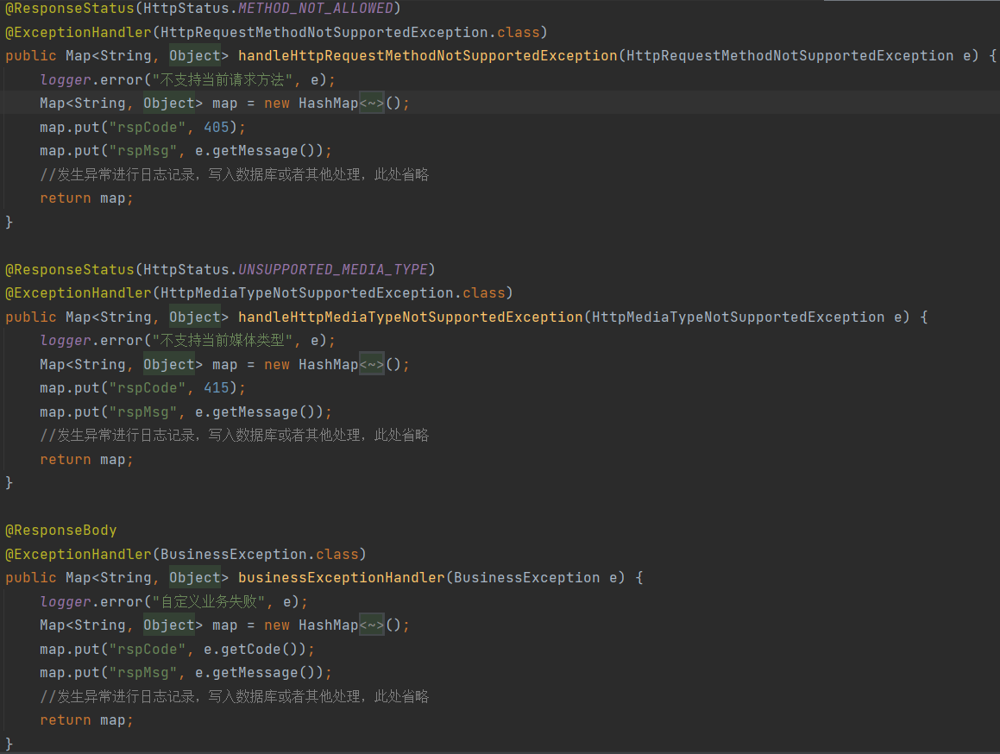 @ResponseStatus(HttpStatus.METHOD_NOT_ALLOWED)
@ExceptionHandler(HttpRequestMethodNotSupportedException.class)
public Map<String, Object> handleHttpRequestMethodNotSupportedException(HttpRequestMethodNotSupportedException e) {
    logger.error("不支持当前请求方法", e);
    Map<String, Object> map = new HashMap<~>();
    map.put("rspCode", 405);
    map.put("rspMsg", e.getMessage());
    //发生异常进行日志记录，写入数据库或者其他处理，此处省略
    return map;
}

@ResponseStatus(HttpStatus.UNSUPPORTED_MEDIA_TYPE)
@ExceptionHandler(HttpMediaTypeNotSupportedException.class)
public Map<String, Object> handleHttpMediaTypeNotSupportedException(HttpMediaTypeNotSupportedException e) {
    logger.error("不支持当前媒体类型", e);
    Map<String, Object> map = new HashMap<~>();
    map.put("rspCode", 415);
    map.put("rspMsg", e.getMessage());
    //发生异常进行日志记录，写入数据库或者其他处理，此处省略
    return map;
}

@ResponseBody
@ExceptionHandler(BusinessException.class)
public Map<String, Object> businessExceptionHandler(BusinessException e) {
    logger.error("自定义业务失败", e);
    Map<String, Object> map = new HashMap<~>();
    map.put("rspCode", e.getCode());
    map.put("rspMsg", e.getMessage());
    //发生异常进行日志记录，写入数据库或者其他处理，此处省略
    return map;
}